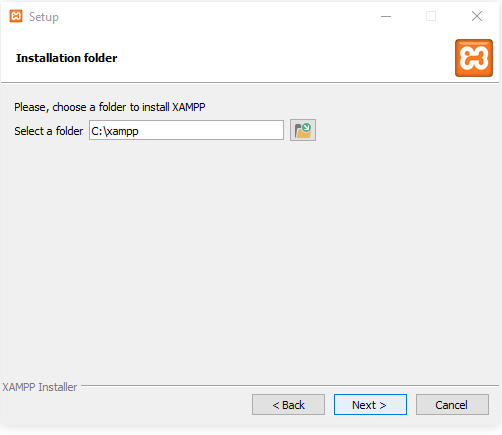 Setup
Installation folder
Please, choose a folder to install XAMPP
Select a folder C:\xampp
XAMPP Installer
< Back Next > Cancel